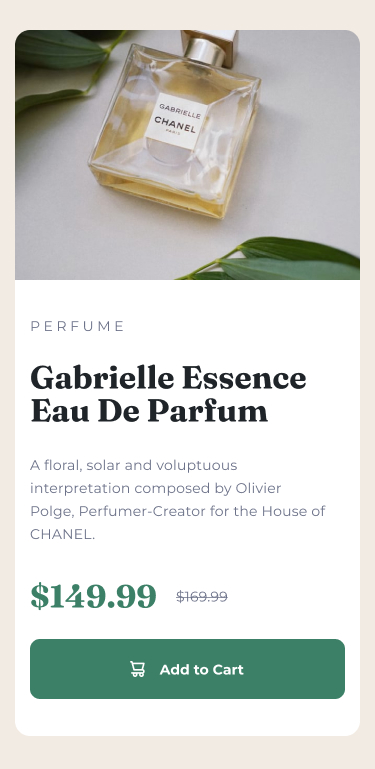 GABRIELLE
CHANEL
PARIS
PERFUME
Gabrielle Essence
Eau De Parfum
A floral, solar and voluptuous
interpretation composed by Olivier
Polge, Perfumer-Creator for the House of
CHANEL.
$149.99 $169.99
Add to Cart